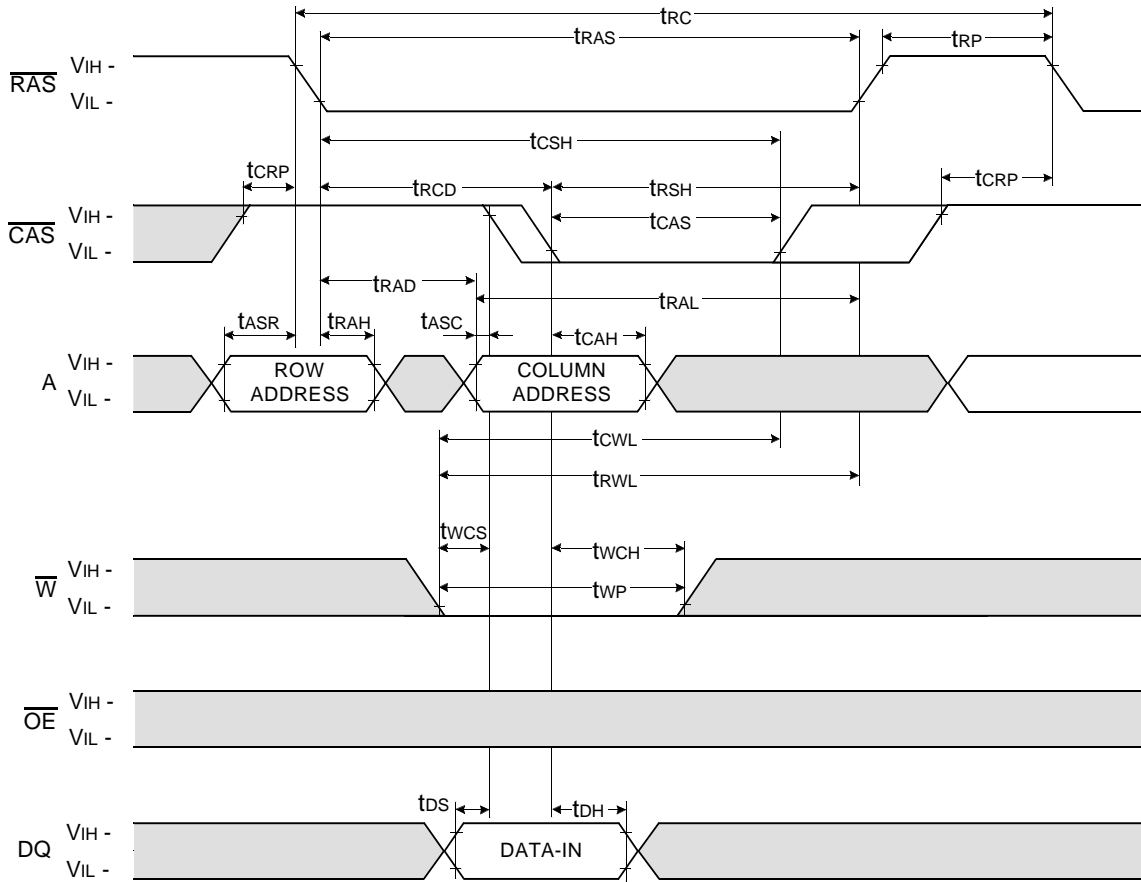 tRC
tRAS
tRP
RAS
VIH -
VIL -
tCSH
tCRP
tRCD
tRSH
tCRP
CAS
VIH -
VIL -
tCAS
tRAD
tRAL
tASR
tRAH
tASC
tCAH
A
VIH -
VIL -
ROW
ADDRESS
COLUMN
ADDRESS
tCWL
tRWL
tWCS
tWCH
W
VIH -
VIL -
tWP
OE
VIH -
VIL -
tDS
tDH
DQ
VIH -
VIL -
DATA-IN